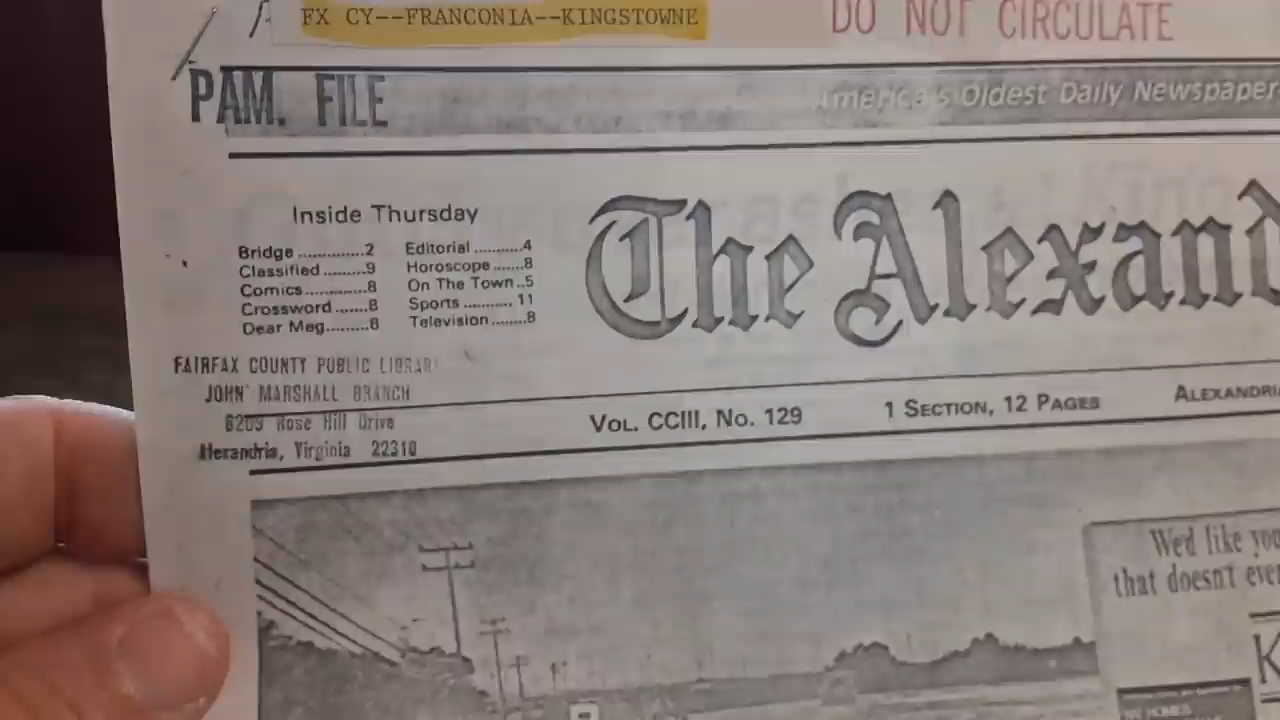 FX CY--FRANCONIA--KINGSTOWNE
DO NOT CIRCULATE
PAM. FILE
America's Oldest Daily Newspaper
Inside Thursday
Bridge ..............2
Classified .........9
Comics............8
Crossword .......8
Dear Meg.........8
Editorial ...........4
Horoscope .......8
On The Town..5
Sports ........... 11
Television........8
The Alexand
FAIRFAX COUNTY PUBLIC LIBRAR
JOHN MARSHALL BRANCH
6209 Rose Hill Drive
Alexandria, Virginia 22310
VOL. CCIII, NO. 129
1 SECTION, 12 PAGES
ALEXANDRI
We'd like you
that doesn't eve
K